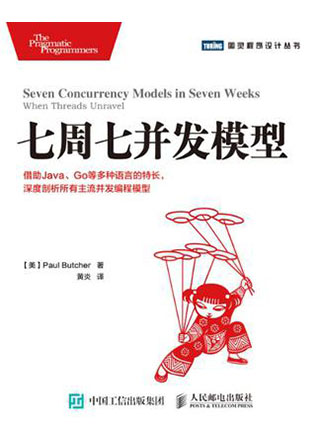 The
Pragmatic
Programmers
TURING 图灵程序设计丛书
Seven Concurrency Models in Seven Weeks
When Threads Unravel
七周七并发模型
借助Java、Go等多种语言的特长，
深度剖析所有主流并发编程模型
[美] Paul Butcher 著
黄炎 译
中国工信出版集团
人民邮电出版社
POSTS & TELECOM PRESS